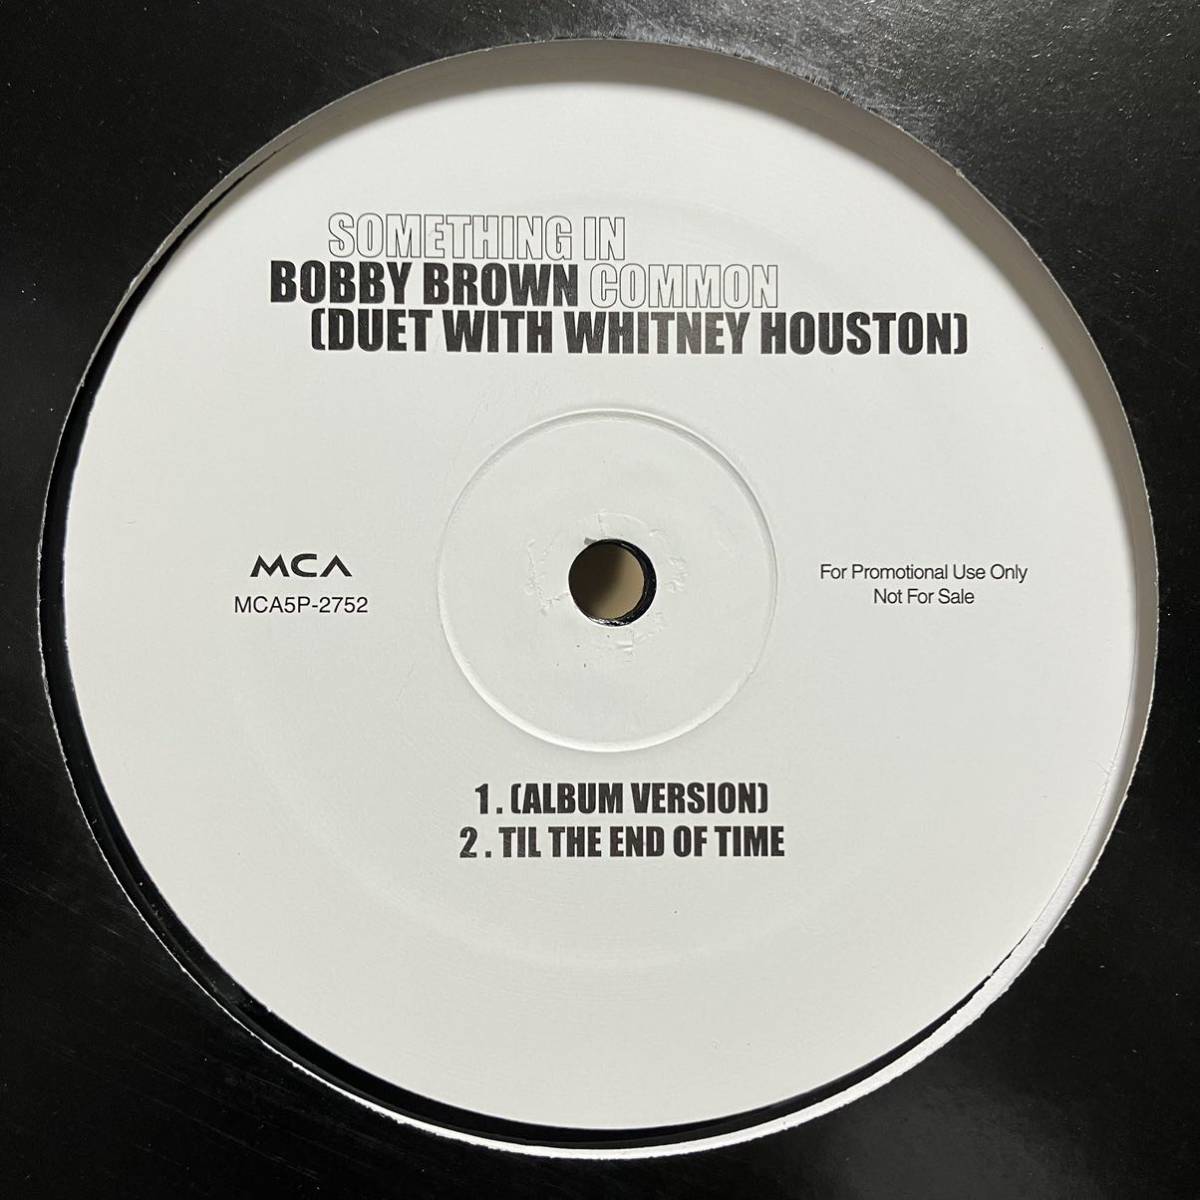 SOMETHING IN
BOBBY BROWN COMMON
(DUET WITH WHITNEY HOUSTON)
MCA
MCA5P-2752
For Promotional Use Only
Not For Sale
1. (ALBUM VERSION)
2. TIL THE END OF TIME